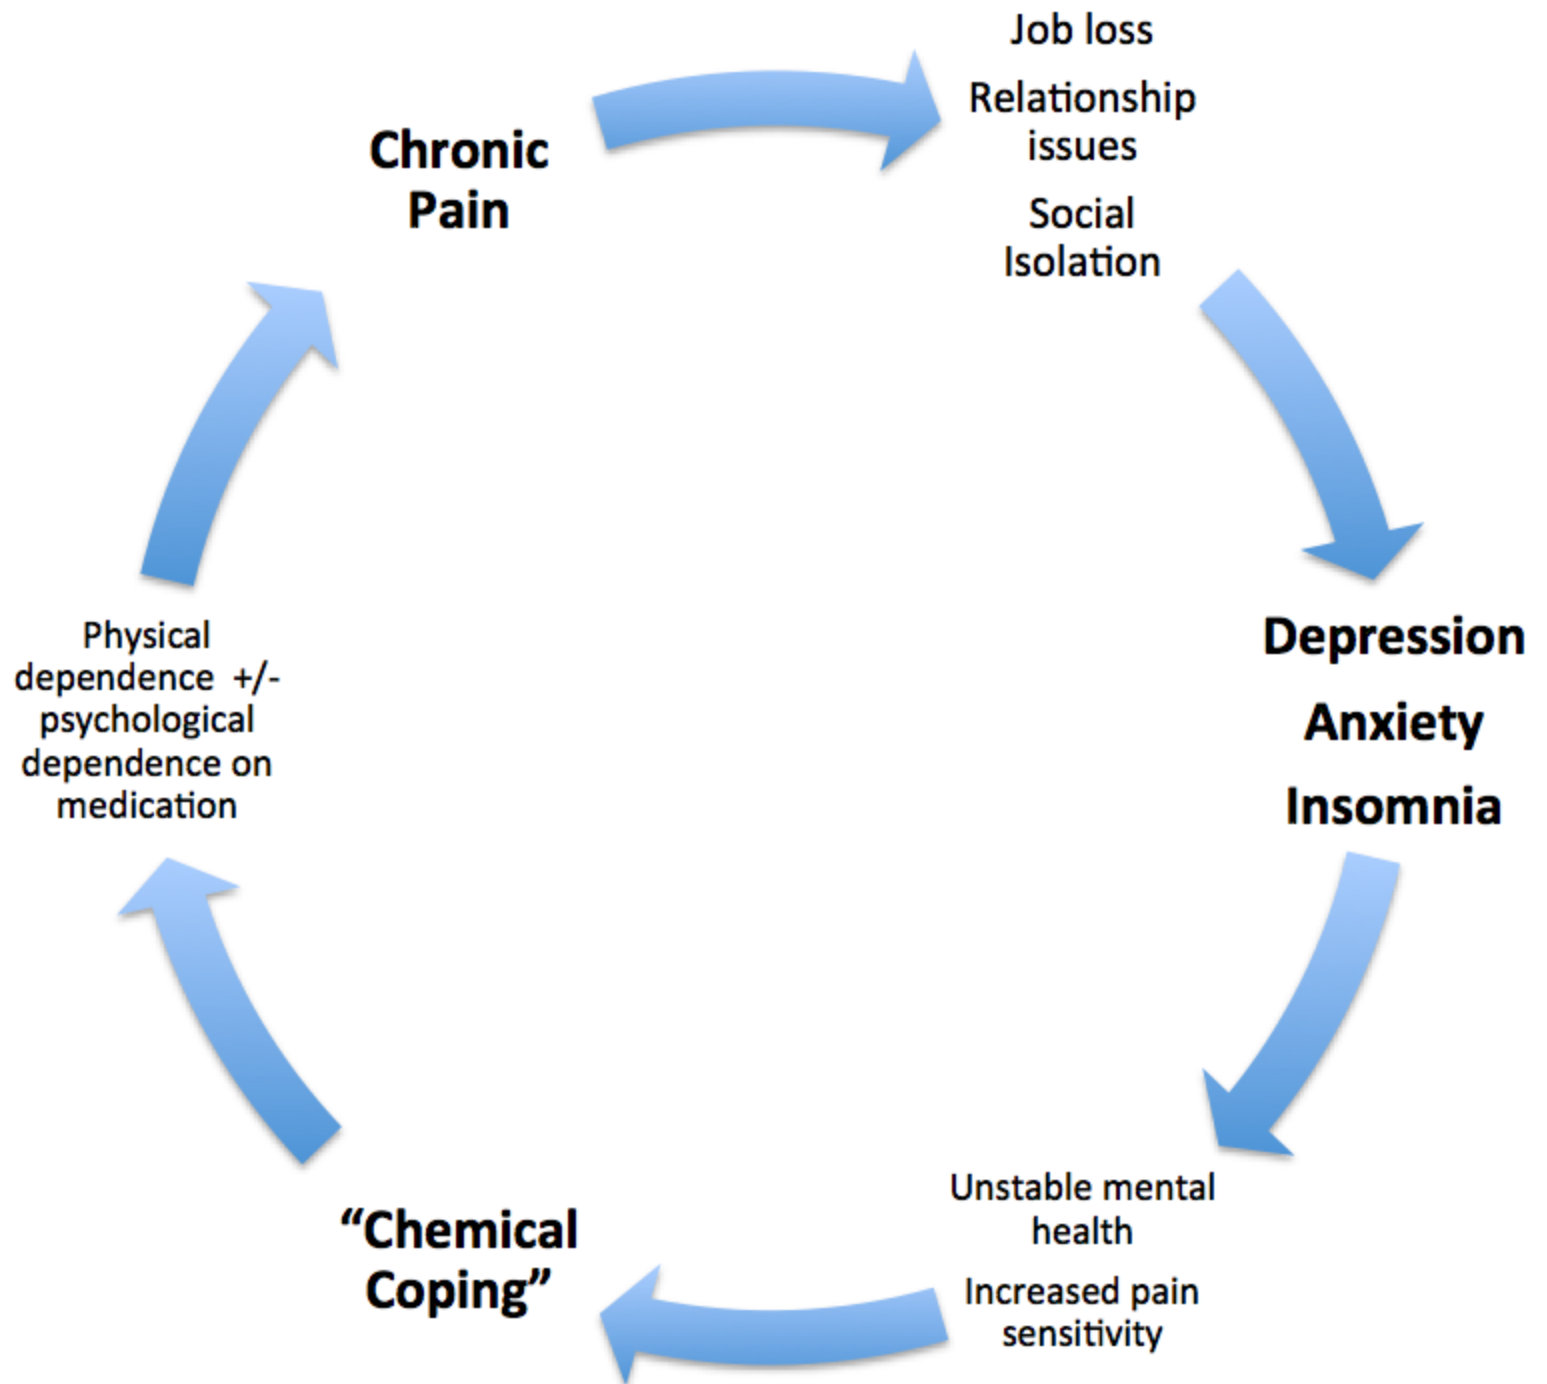 Job loss
Relationship
issues
Social
Isolation
Chronic
Pain
Depression
Anxiety
Insomnia
Unstable mental
health
Increased pain
sensitivity
“Chemical
Coping”
Physical
dependence +/-
psychological
dependence on
medication